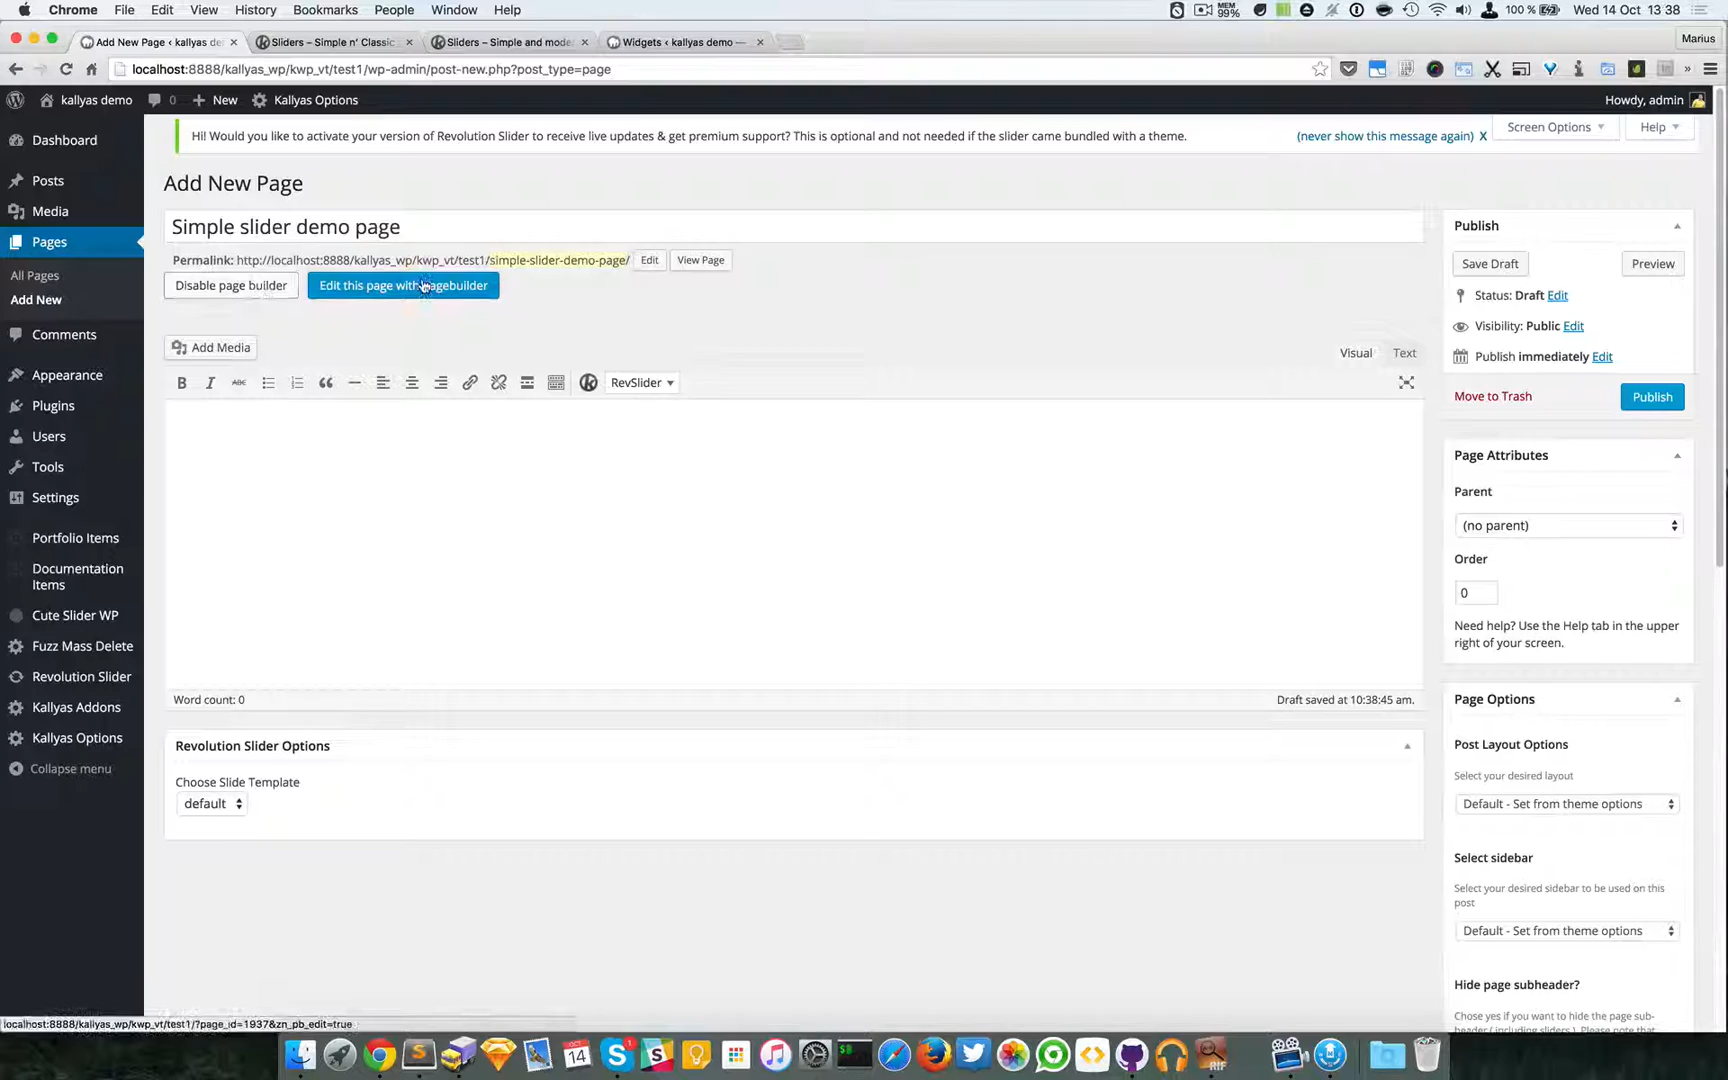 Chrome File Edit View History Bookmarks People Window Help
MEM 99% 100 % Wed 14 Oct 13:38
Add New Page ‹ kallyas de
Sliders – Simple n' Classic
Sliders – Simple and mode
Widgets ‹ kallyas demo —
Marius
localhost:8888/kallyas_wp/kwp_vt/test1/wp-admin/post-new.php?post_type=page
kallyas demo 0 New Kallyas Options
Howdy, admin
Hi! Would you like to activate your version of Revolution Slider to receive live updates & get premium support? This is optional and not needed if the slider came bundled with a theme.
(never show this message again) X
Screen Options
Help
Dashboard
Posts
Media
Pages
All Pages
Add New
Comments
Appearance
Plugins
Users
Tools
Settings
Portfolio Items
Documentation
Items
Cute Slider WP
Fuzz Mass Delete
Revolution Slider
Kallyas Addons
Kallyas Options
Collapse menu
Add New Page
Simple slider demo page
Permalink: http://localhost:8888/kallyas_wp/kwp_vt/test1/simple-slider-demo-page/ Edit View Page
Disable page builder
Edit this page with pagebuilder
Add Media
Visual
Text
B I ABC
RevSlider
Word count: 0
Draft saved at 10:38:45 am.
Revolution Slider Options
Choose Slide Template
default
Publish
Save Draft
Preview
Status: Draft Edit
Visibility: Public Edit
Publish immediately Edit
Move to Trash
Publish
Page Attributes
Parent
(no parent)
Order
0
Need help? Use the Help tab in the upper
right of your screen.
Page Options
Post Layout Options
Select your desired layout
Default - Set from theme options
Select sidebar
Select your desired sidebar to be used on this
post
Default - Set from theme options
Hide page subheader?
Chose yes if you want to hide the page sub-
header ( including sliders ). Please note that
localhost:8888/kallyas_wp/kwp_vt/test1/?page_id=1937&zn_pb_edit=true
14
RIF